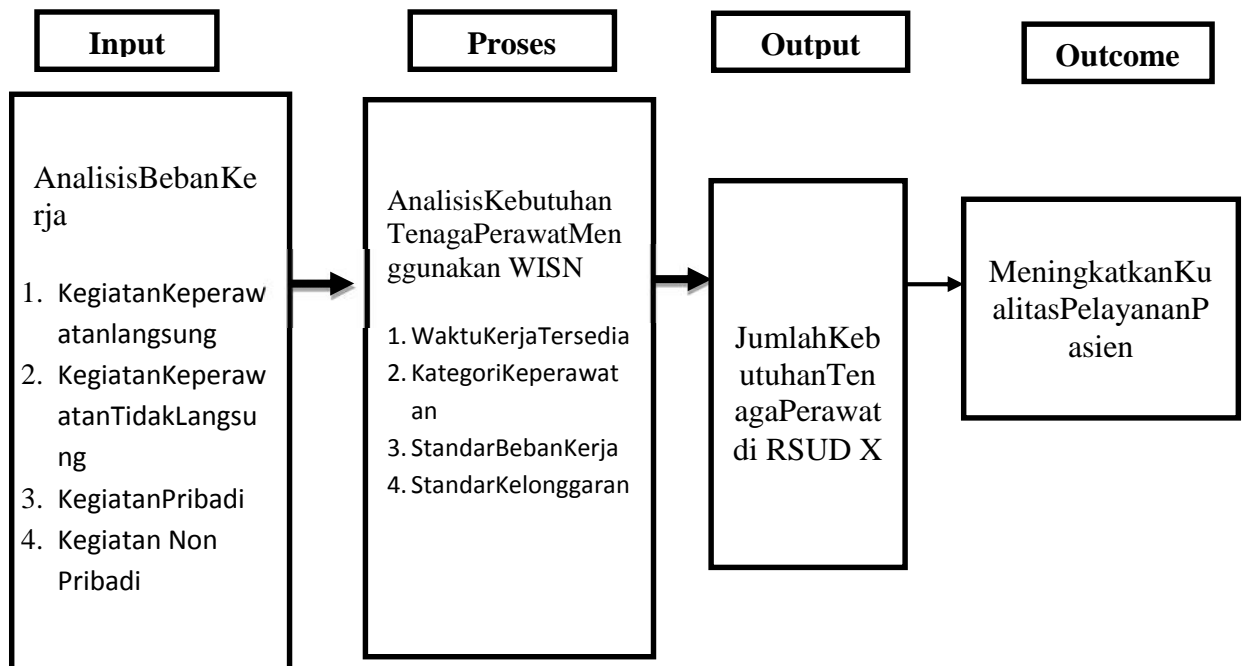 Input
Proses
Output
Outcome
AnalisisBebanKe
rja
1. KegiatanKeperaw
atanlangsung
2. KegiatanKeperaw
atanTidakLangsu
ng
3. KegiatanPribadi
4. Kegiatan Non
Pribadi
AnalisisKebutuhan
TenagaPerawatMen
ggunakan WISN
1. WaktuKerjaTersedia
2. KategoriKeperawat
an
3. StandarBebanKerja
4. StandarKelonggaran
JumlahKeb
utuhanTen
agaPerawat
di RSUD X
MeningkatkanKu
alitasPelayananP
asien